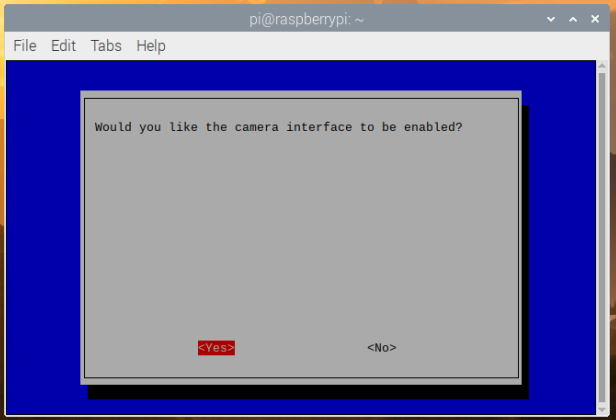 pi@raspberrypi: ~
File Edit Tabs Help
Would you like the camera interface to be enabled?
<Yes> <No>